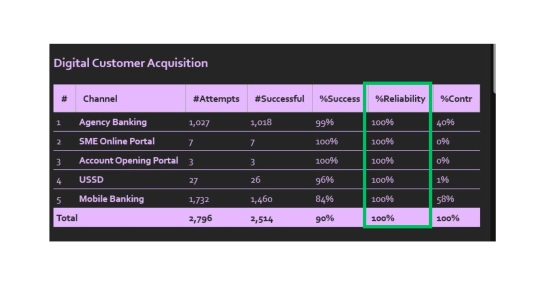 Digital Customer Acquisition
# Channel #Attempts #Successful %Success %Reliability %Contr
1 Agency Banking 1,027 1,018 99% 100% 40%
2 SME Online Portal 7 7 100% 100% 0%
3 Account Opening Portal 3 3 100% 100% 0%
4 USSD 27 26 96% 100% 1%
5 Mobile Banking 1,732 1,460 84% 100% 58%
Total 2,796 2,514 90% 100% 100%